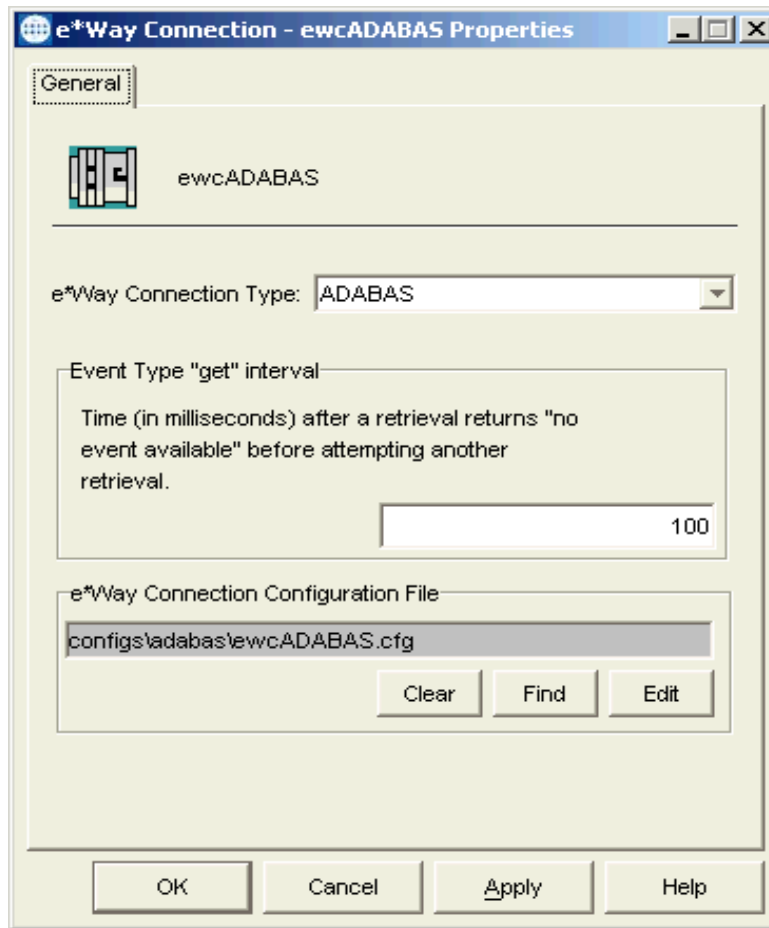 e*Way Connection - ewcADABAS Properties
General
ewcADABAS
e*Way Connection Type: ADABAS
Event Type "get" interval
Time (in milliseconds) after a retrieval returns "no
event available" before attempting another
retrieval.
100
e*Way Connection Configuration File
configs\adabas\ewcADABAS.cfg
Clear Find Edit
OK Cancel Apply Help